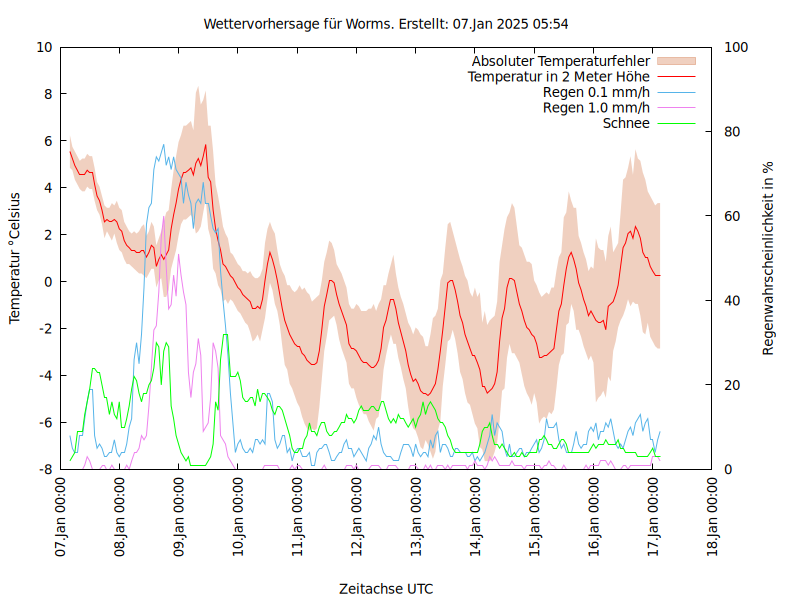 Wettervorhersage für Worms. Erstellt: 07.Jan 2025 05:54
Absoluter Temperaturfehler
Temperatur in 2 Meter Höhe
Regen 0.1 mm/h
Regen 1.0 mm/h
Schnee
Temperatur °Celsius
10
8
6
4
2
0
-2
-4
-6
-8
100
80
60
40
20
0
Regenwahrscheinlichkeit in %
07.Jan 00:00
08.Jan 00:00
09.Jan 00:00
10.Jan 00:00
11.Jan 00:00
12.Jan 00:00
13.Jan 00:00
14.Jan 00:00
15.Jan 00:00
16.Jan 00:00
17.Jan 00:00
18.Jan 00:00
Zeitachse UTC